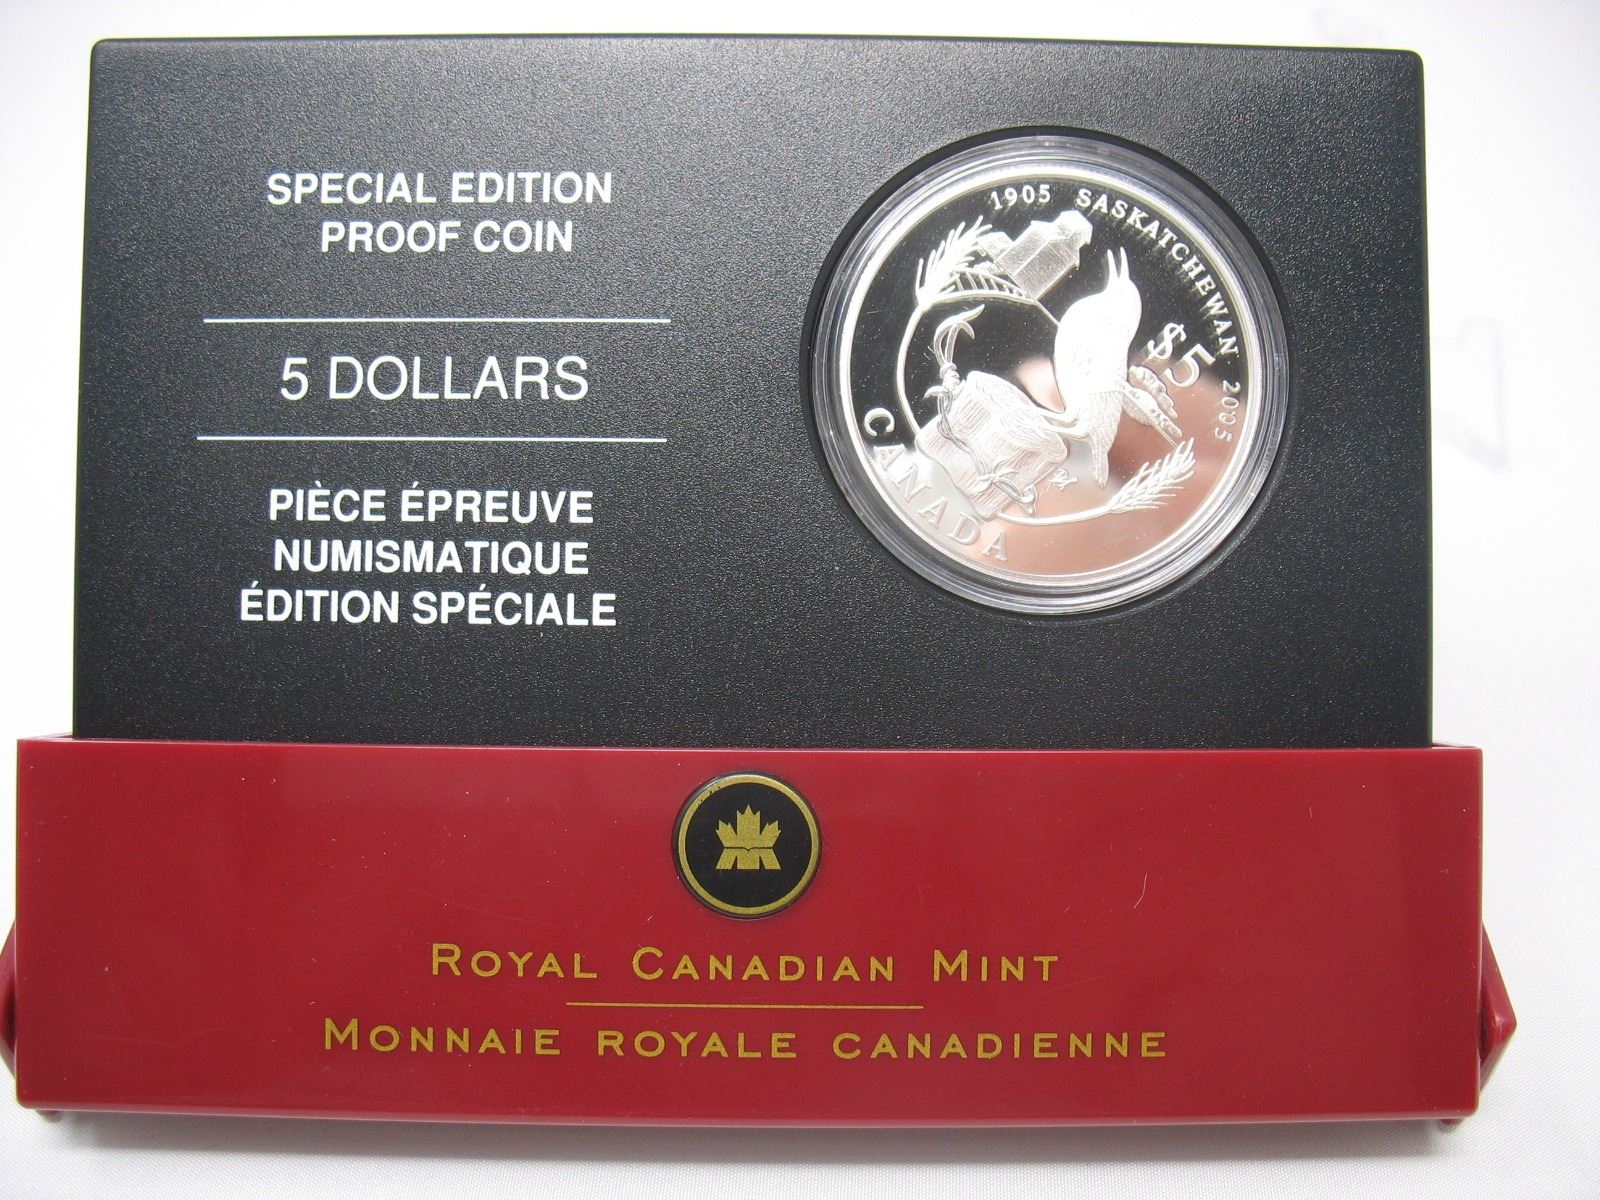 SPECIAL EDITION
PROOF COIN
5 DOLLARS
PIÈCE ÉPREUVE
NUMISMATIQUE
ÉDITION SPÉCIALE
1905 SASKATCHEWAN 2005
$5
CANADA
ROYAL CANADIAN MINT
MONNAIE ROYALE CANADIENNE